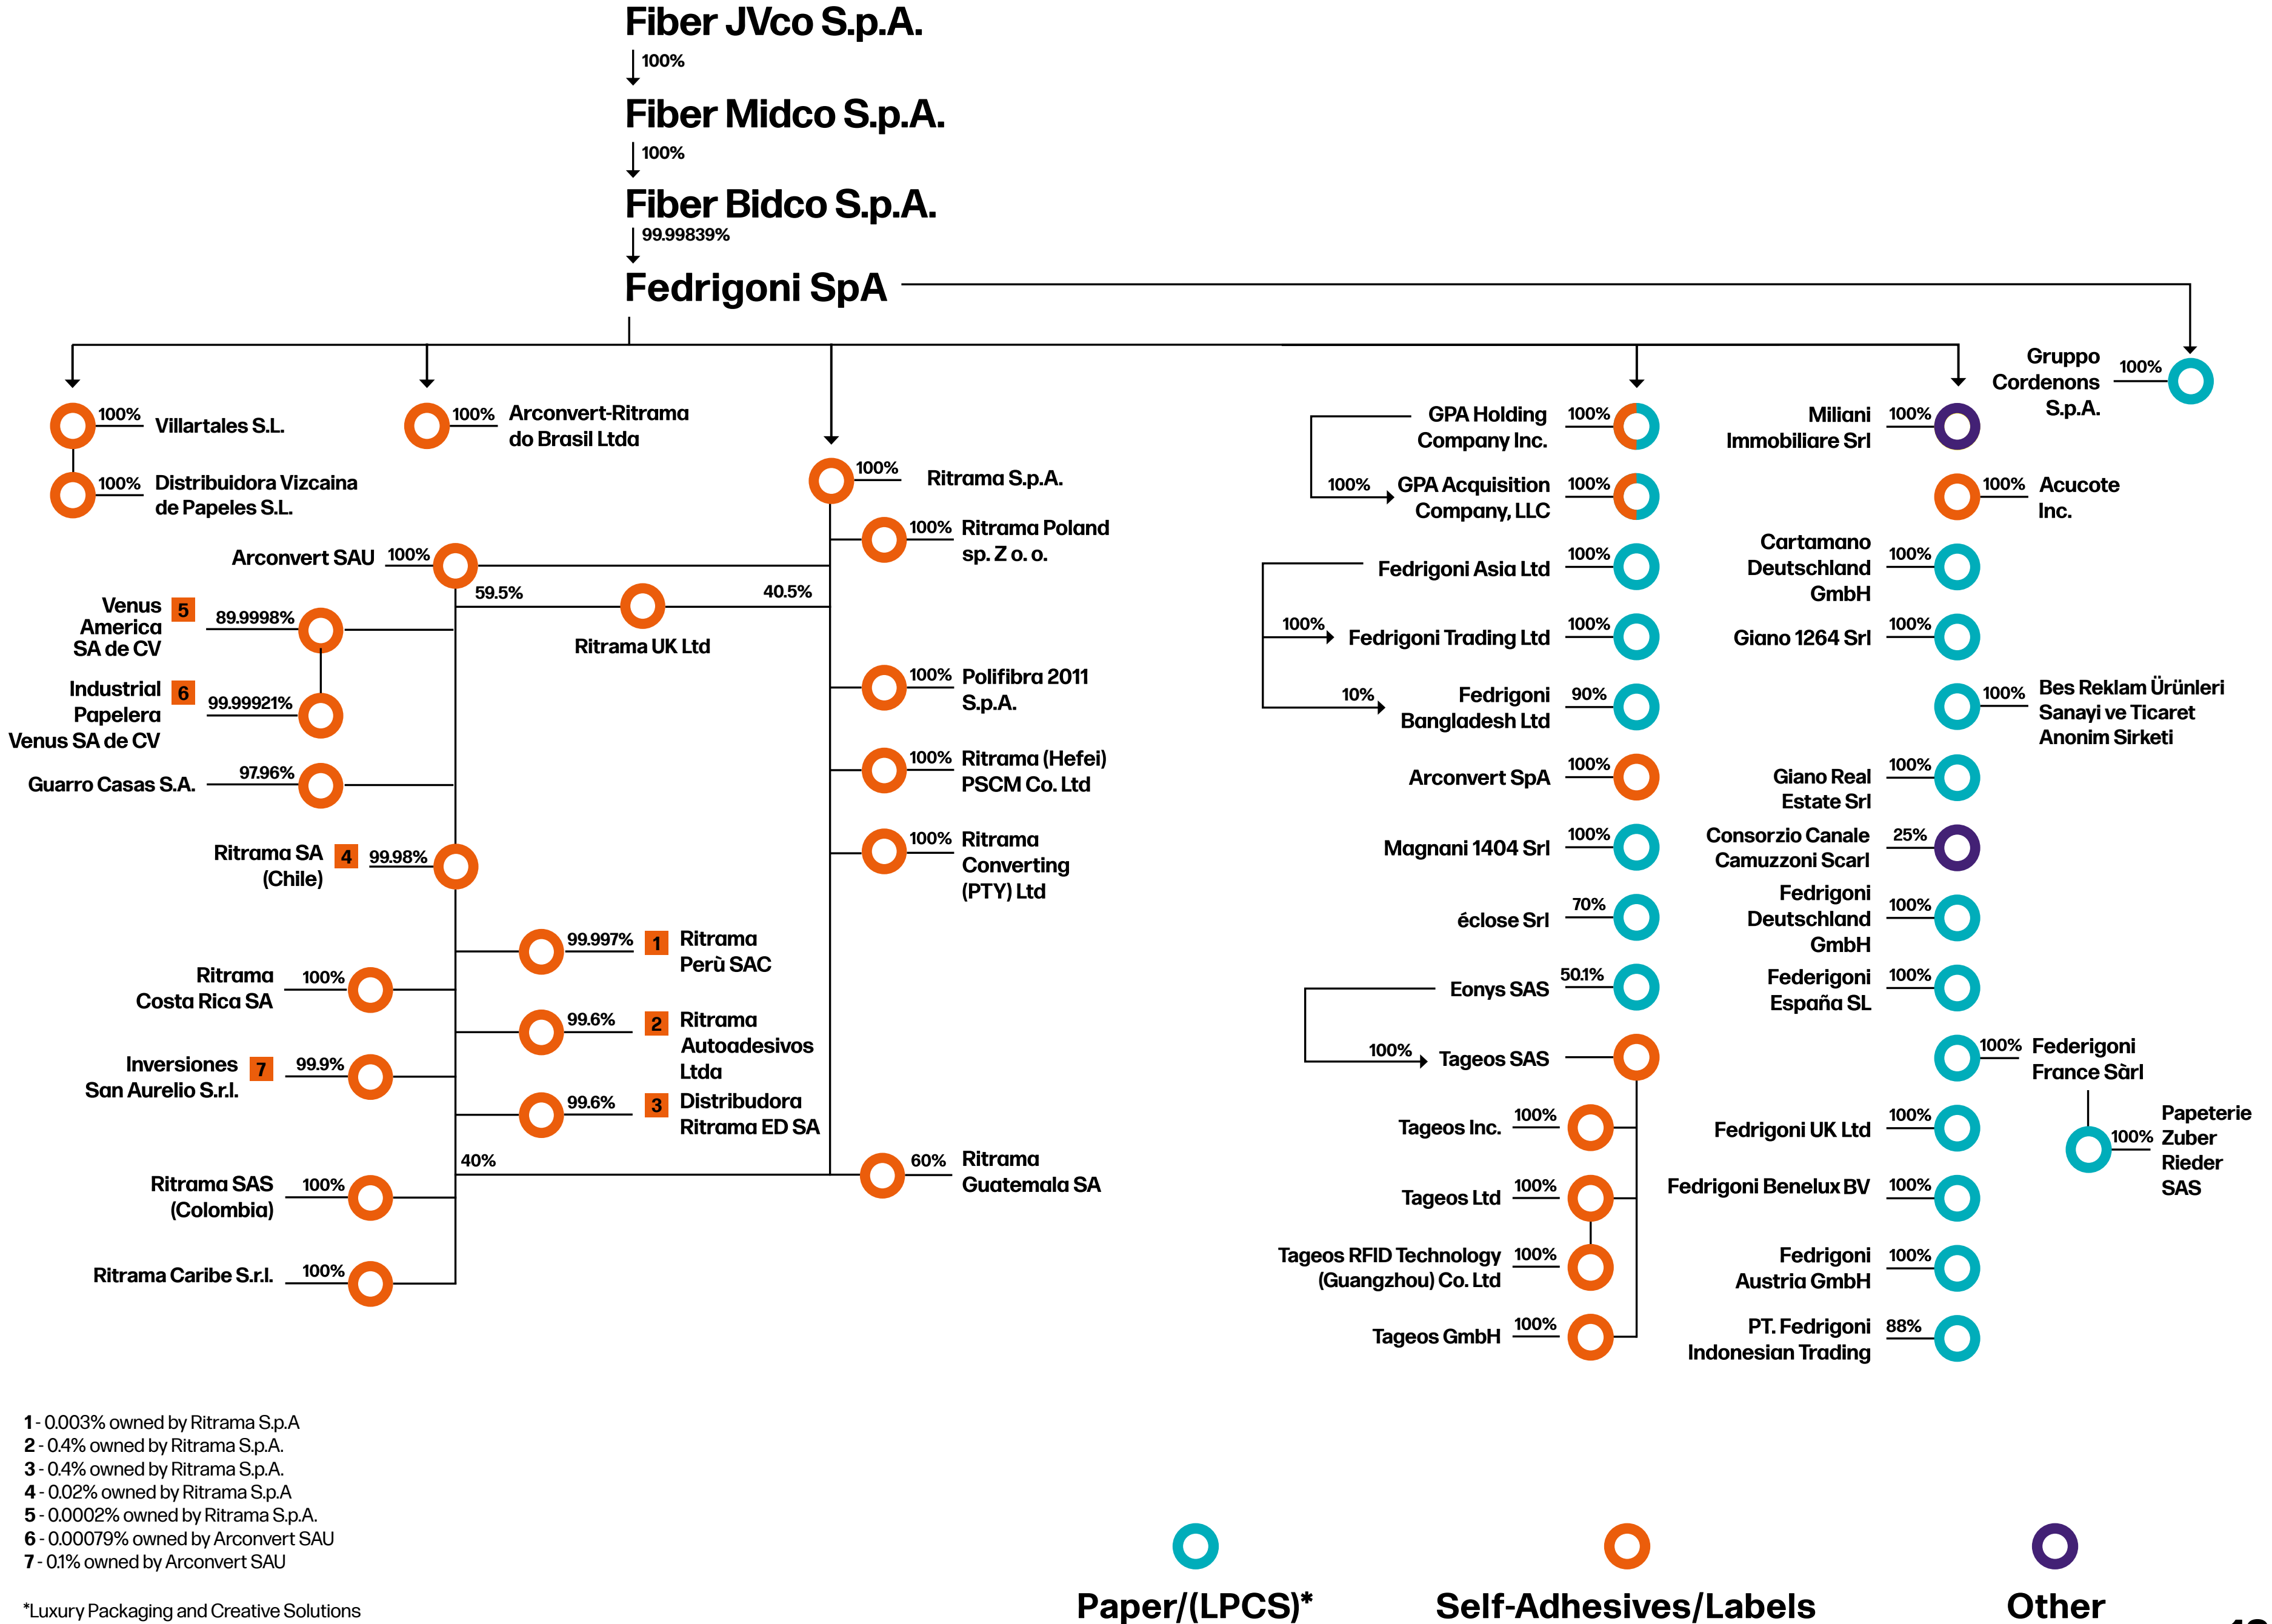 Fiber JVco S.p.A.
100%
Fiber Midco S.p.A.
100%
Fiber Bidco S.p.A.
99.99839%
Fedrigoni SpA
100%
Villartales S.L.
100%
Distribuidora Vizcaina
de Papeles S.L.
100%
Arconvert-Ritrama
do Brasil Ltda
100%
Ritrama S.p.A.
100%
Ritrama Poland
sp. Z o. o.
Arconvert SAU
100%
59.5%
40.5%
Ritrama UK Ltd
Venus
America
SA de CV
5
89.9998%
Industrial
Papelera
Venus SA de CV
6
99.99921%
Guarro Casas S.A.
97.96%
100%
Polifibra 2011
S.p.A.
100%
Ritrama (Hefei)
PSCM Co. Ltd
100%
Ritrama
Converting
(PTY) Ltd
Ritrama SA
(Chile)
4
99.98%
99.997%
1
Ritrama
Perù SAC
Ritrama
Costa Rica SA
100%
99.6%
2
Ritrama
Autoadesivos
Ltda
Inversiones
San Aurelio S.r.l.
7
99.9%
99.6%
3
Distribudora
Ritrama ED SA
40%
60%
Ritrama
Guatemala SA
Ritrama SAS
(Colombia)
100%
Ritrama Caribe S.r.l.
100%
GPA Holding
Company Inc.
100%
100%
GPA Acquisition
Company, LLC
100%
Fedrigoni Asia Ltd
100%
100%
Fedrigoni Trading Ltd
100%
10%
Fedrigoni
Bangladesh Ltd
90%
Arconvert SpA
100%
Magnani 1404 Srl
100%
éclose Srl
70%
Eonys SAS
50.1%
100%
Tageos SAS
Tageos Inc.
100%
Tageos Ltd
100%
Tageos RFID Technology
(Guangzhou) Co. Ltd
100%
Tageos GmbH
100%
Miliani
Immobiliare Srl
100%
Gruppo
Cordenons
S.p.A.
100%
100%
Acucote
Inc.
Cartamano
Deutschland
GmbH
100%
Giano 1264 Srl
100%
100%
Bes Reklam Ürünleri
Sanayi ve Ticaret
Anonim Sirketi
Giano Real
Estate Srl
100%
Consorzio Canale
Camuzzoni Scarl
25%
Fedrigoni
Deutschland
GmbH
100%
Federigoni
España SL
100%
100%
Federigoni
France Sàrl
Fedrigoni UK Ltd
100%
100%
Papeterie
Zuber
Rieder
SAS
Fedrigoni Benelux BV
100%
Fedrigoni
Austria GmbH
100%
PT. Fedrigoni
Indonesian Trading
88%
1 - 0.003% owned by Ritrama S.p.A
2 - 0.4% owned by Ritrama S.p.A.
3 - 0.4% owned by Ritrama S.p.A.
4 - 0.02% owned by Ritrama S.p.A
5 - 0.0002% owned by Ritrama S.p.A.
6 - 0.00079% owned by Arconvert SAU
7 - 0.1% owned by Arconvert SAU
*Luxury Packaging and Creative Solutions
Paper/(LPCS)*
Self-Adhesives/Labels
Other